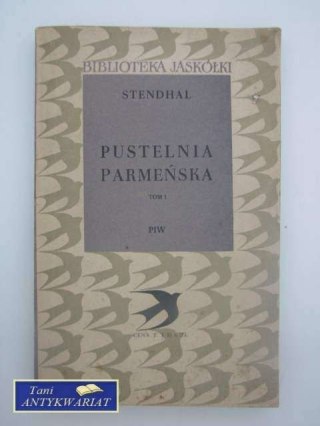 BIBLIOTEKA JASKÓŁKI
STENDHAL
PUSTELNIA
PARMEŃSKA
TOM I
PIW
Tani
ANTYKWARIAT